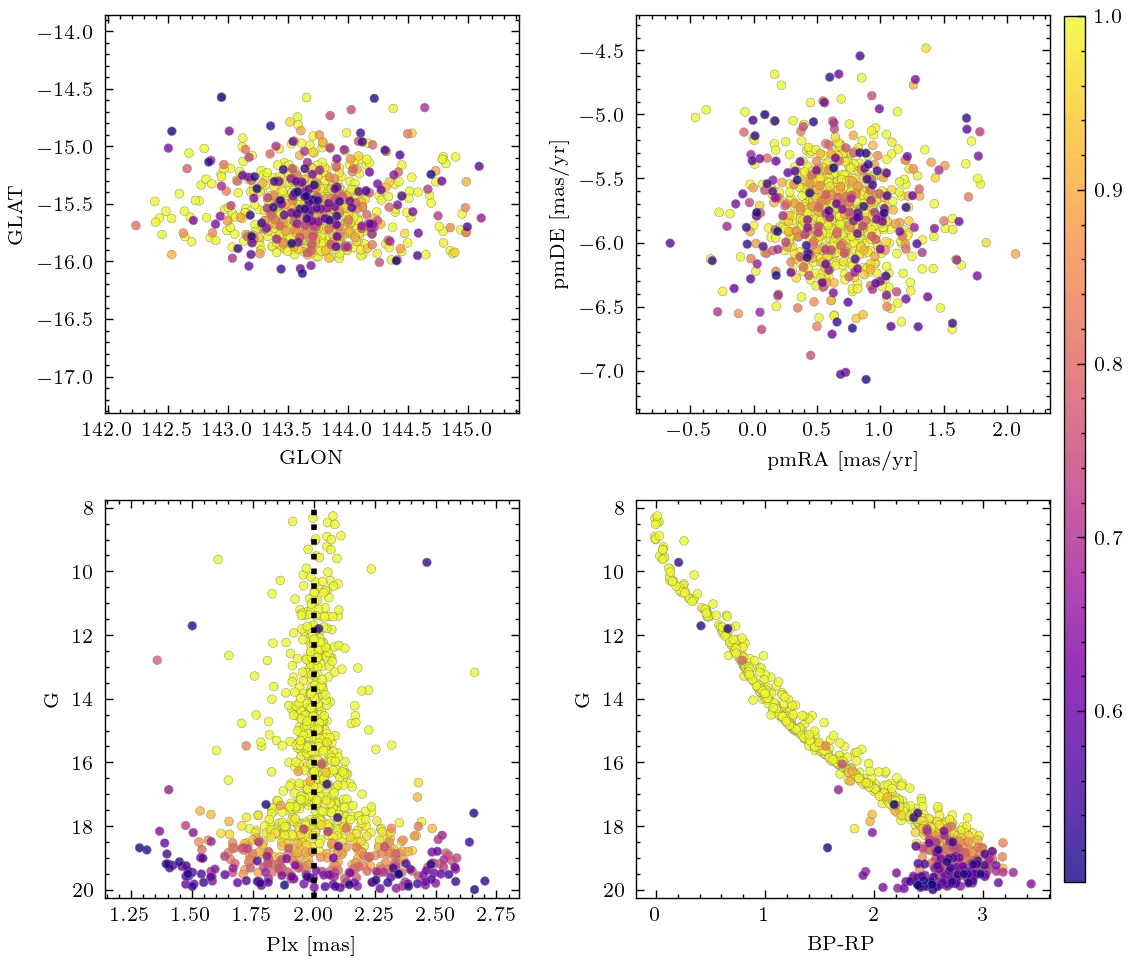 −14.0
−14.5
−15.0
−15.5
−16.0
−16.5
−17.0
GLAT
142.0 142.5 143.0 143.5 144.0 144.5 145.0
GLON
−4.5
−5.0
−5.5
−6.0
−6.5
−7.0
pmDE [mas/yr]
−0.5 0.0 0.5 1.0 1.5 2.0
pmRA [mas/yr]
1.0
0.9
0.8
0.7
0.6
8
10
12
14
16
18
20
G
1.25 1.50 1.75 2.00 2.25 2.50 2.75
Plx [mas]
8
10
12
14
16
18
20
G
0 1 2 3
BP-RP